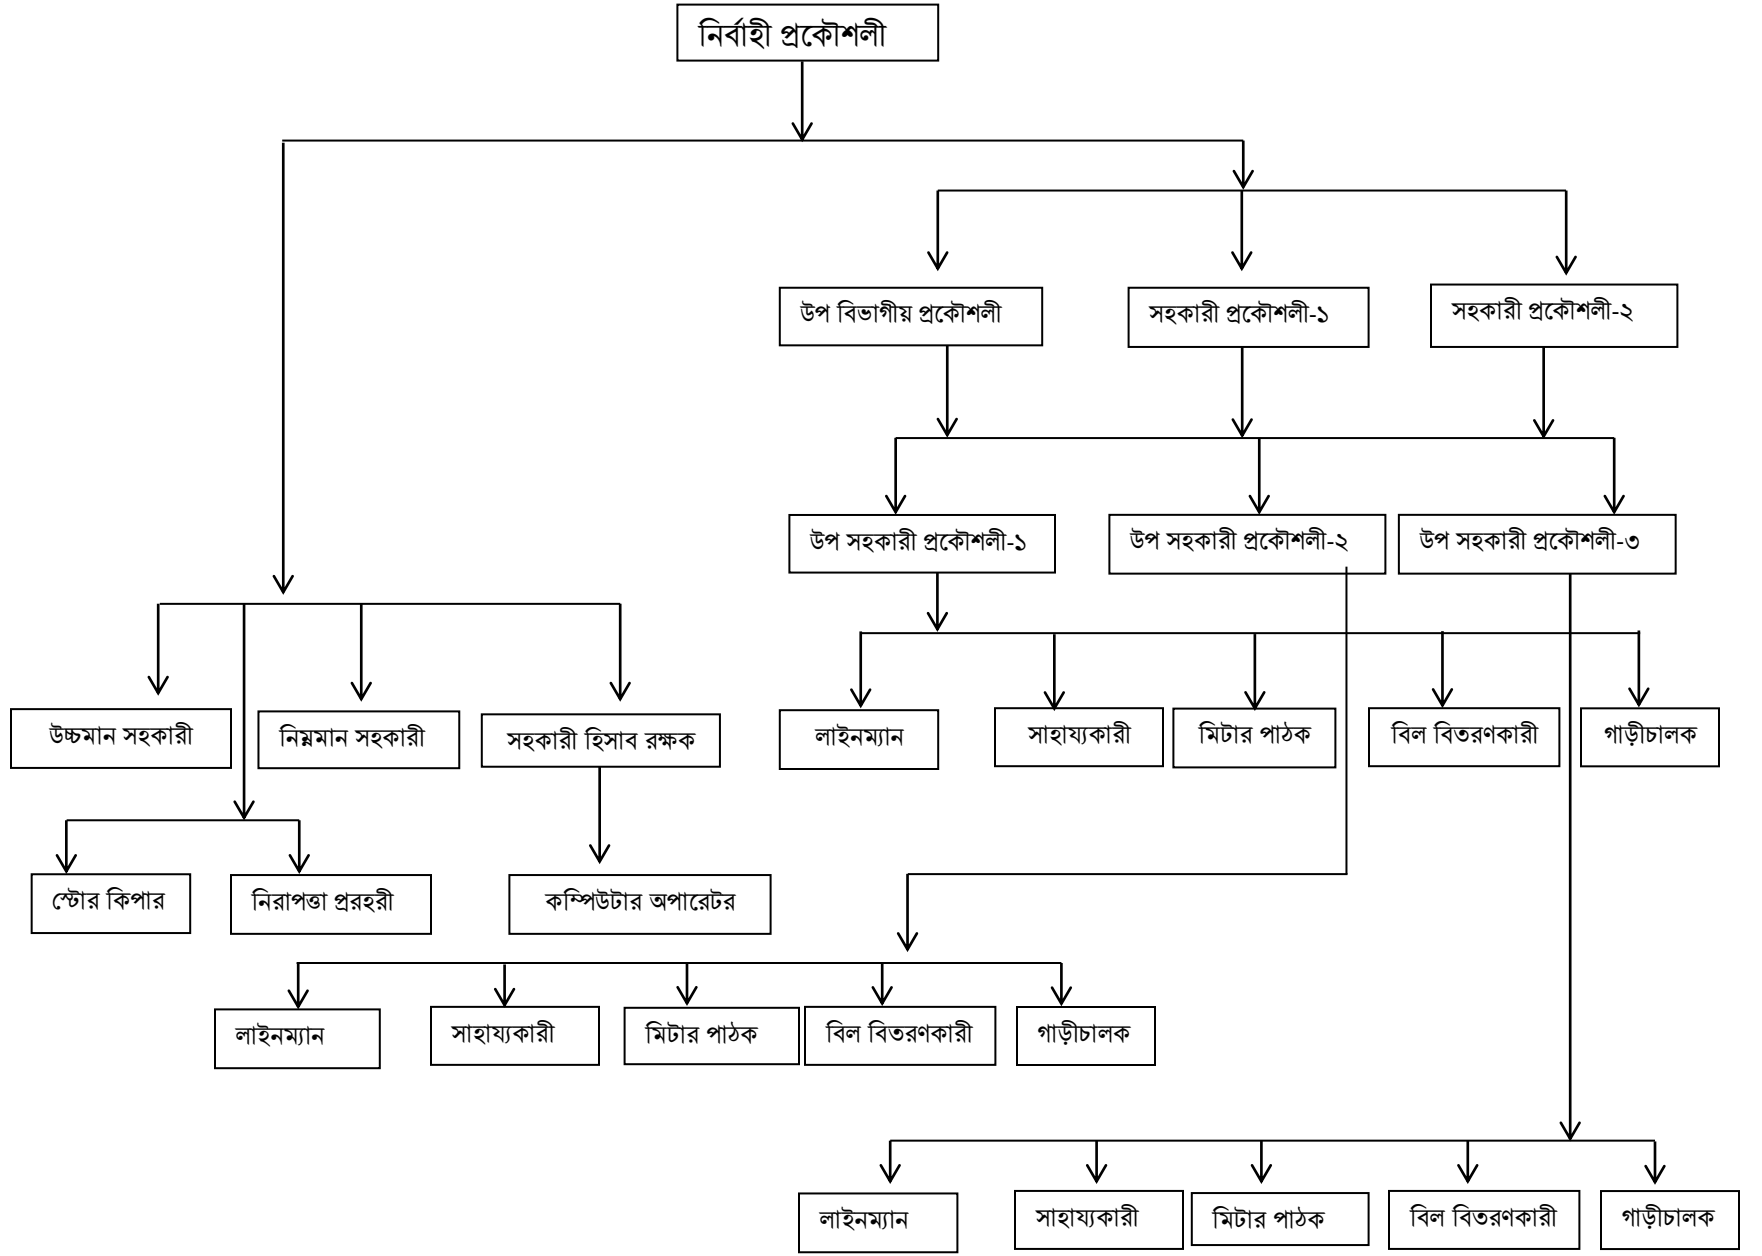 নির্বাহী প্রকৌশলী
উপ বিভাগীয় প্রকৌশলী
সহকারী প্রকৌশলী-১
সহকারী প্রকৌশলী-২
উপ সহকারী প্রকৌশলী-১
উপ সহকারী প্রকৌশলী-২
উপ সহকারী প্রকৌশলী-৩
উচ্চমান সহকারী
নিম্নমান সহকারী
সহকারী হিসাব রক্ষক
লাইনম্যান
সাহায্যকারী
মিটার পাঠক
বিল বিতরণকারী
গাড়ীচালক
স্টোর কিপার
নিরাপত্তা প্ররহরী
কম্পিউটার অপারেটর
লাইনম্যান
সাহায্যকারী
মিটার পাঠক
বিল বিতরণকারী
গাড়ীচালক
লাইনম্যান
সাহায্যকারী
মিটার পাঠক
বিল বিতরণকারী
গাড়ীচালক